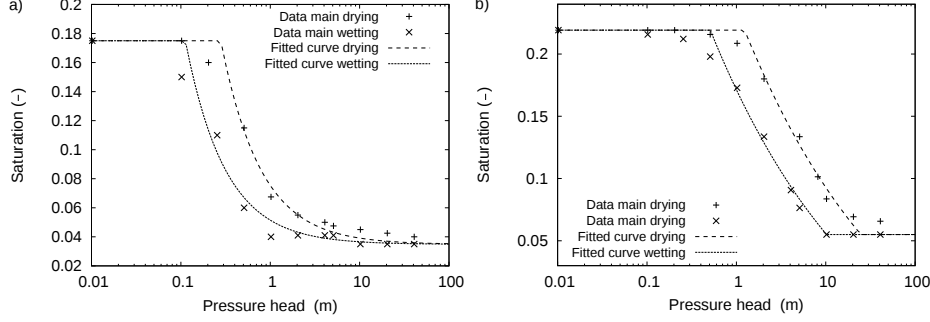 a)
0.2
0.18
0.16
0.14
0.12
0.1
0.08
0.06
0.04
0.02
Saturation (−)
Data main drying
Data main wetting
Fitted curve drying
Fitted curve wetting
0.01
0.1
1
10
100
Pressure head (m)
b)
0.2
0.15
0.1
0.05
Saturation (−)
Data main drying
Data main drying
Fitted curve drying
Fitted curve wetting
0.01
0.1
1
10
100
Pressure head (m)